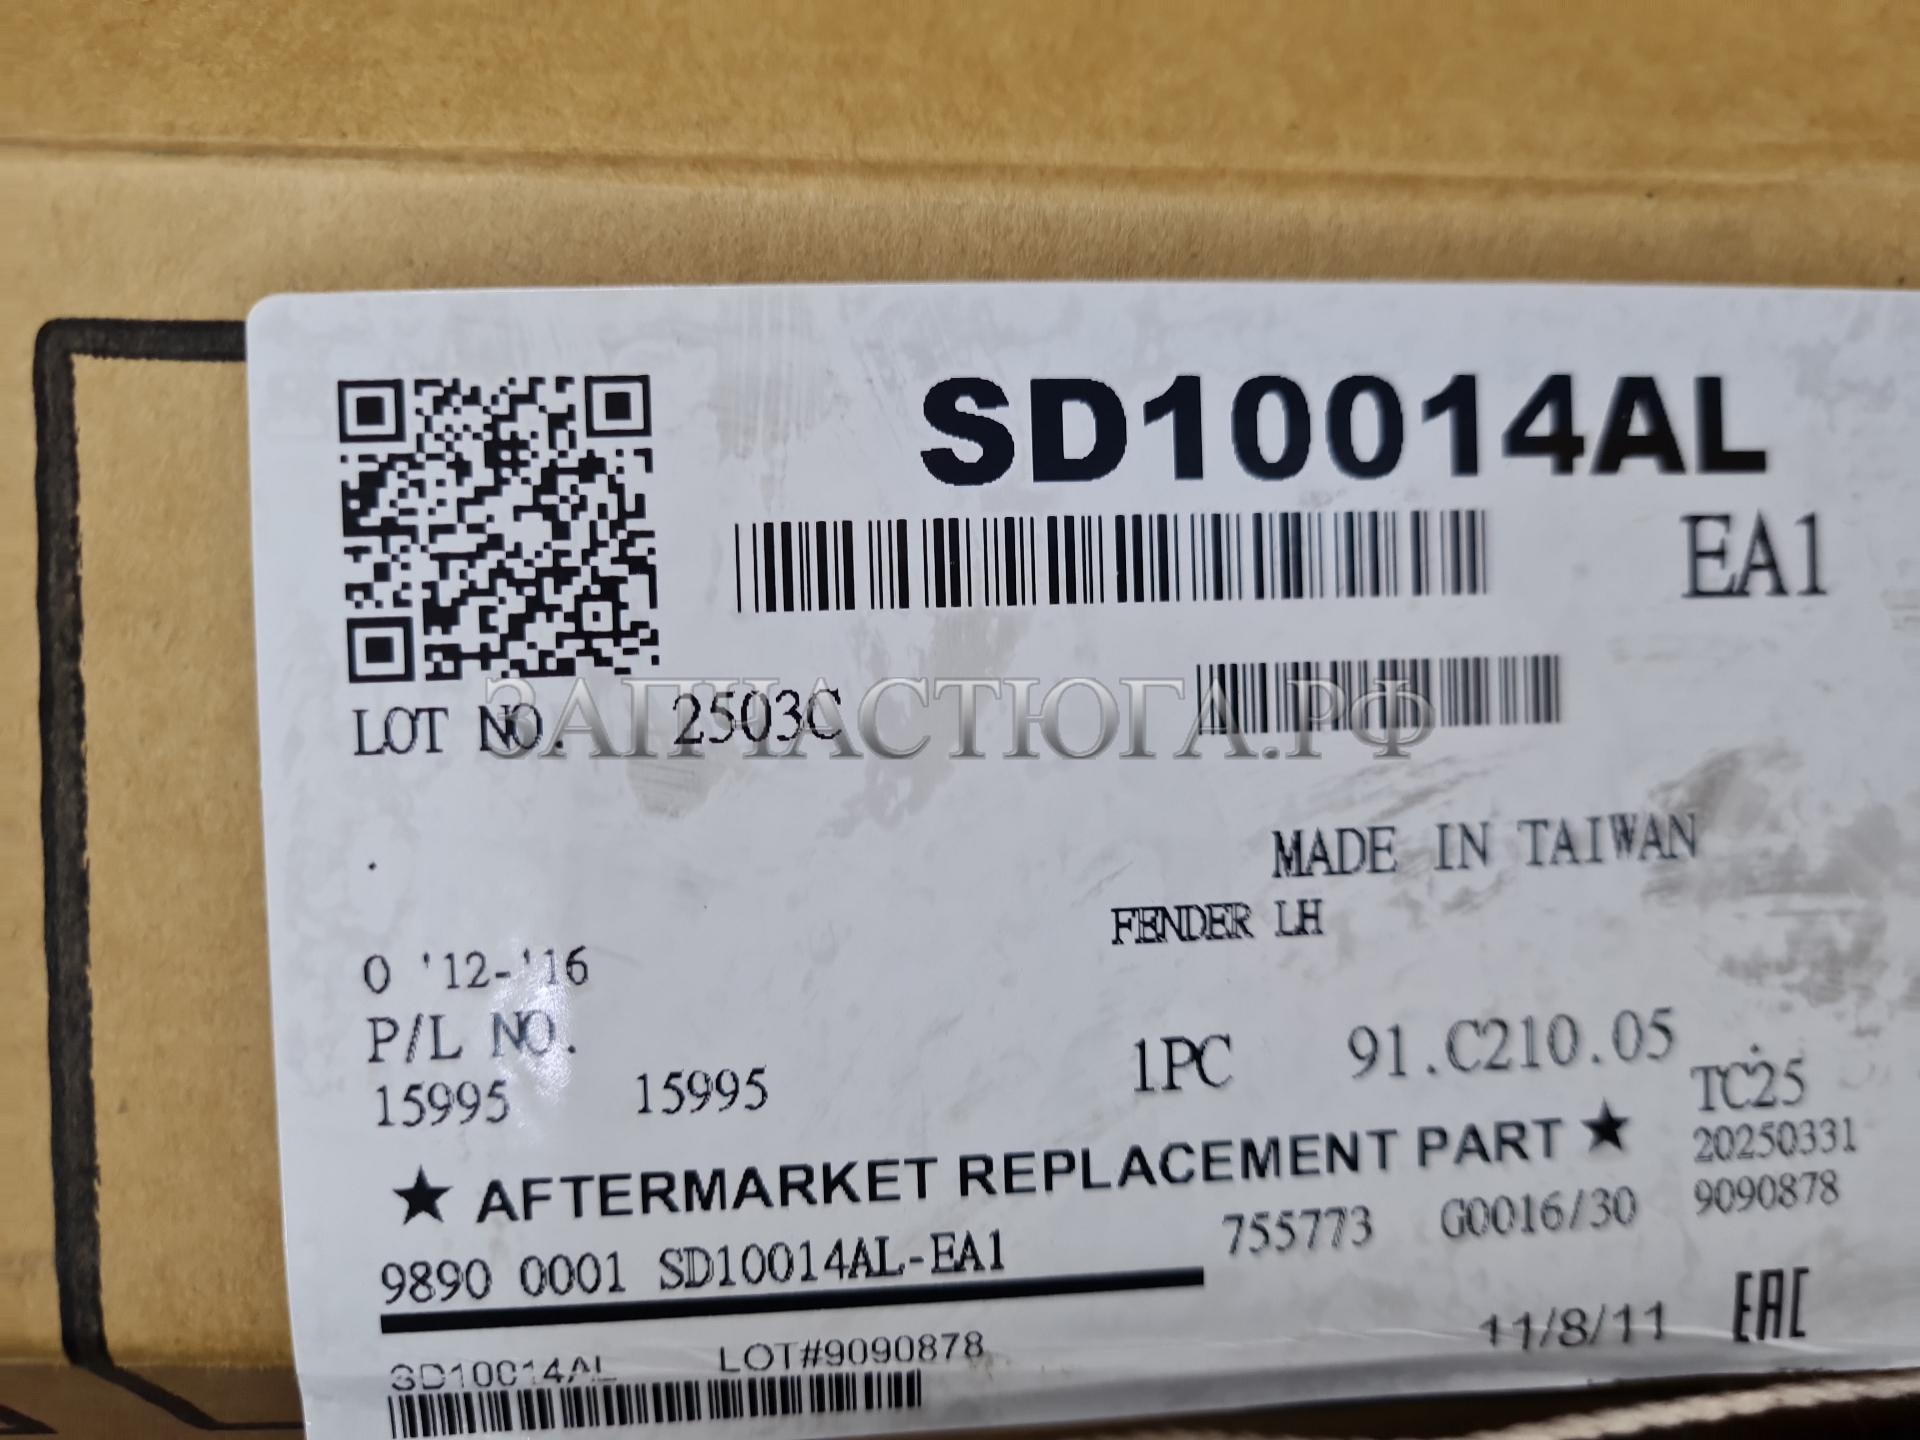 SD10014AL
EA1
LOT NO. 2503C
ЗАПЧАСТЮГА.РФ
MADE IN TAIWAN
FENDER LH
O '12-'16
P/L NO.
1PC 91.C210.05
15995 15995
TC25
★ AFTERMARKET REPLACEMENT PART ★
20250331
9890 0001 SD10014AL-EA1
755773 G0016/30
9090878
11/8/11
EAC
SD10014AL LOT#9090878